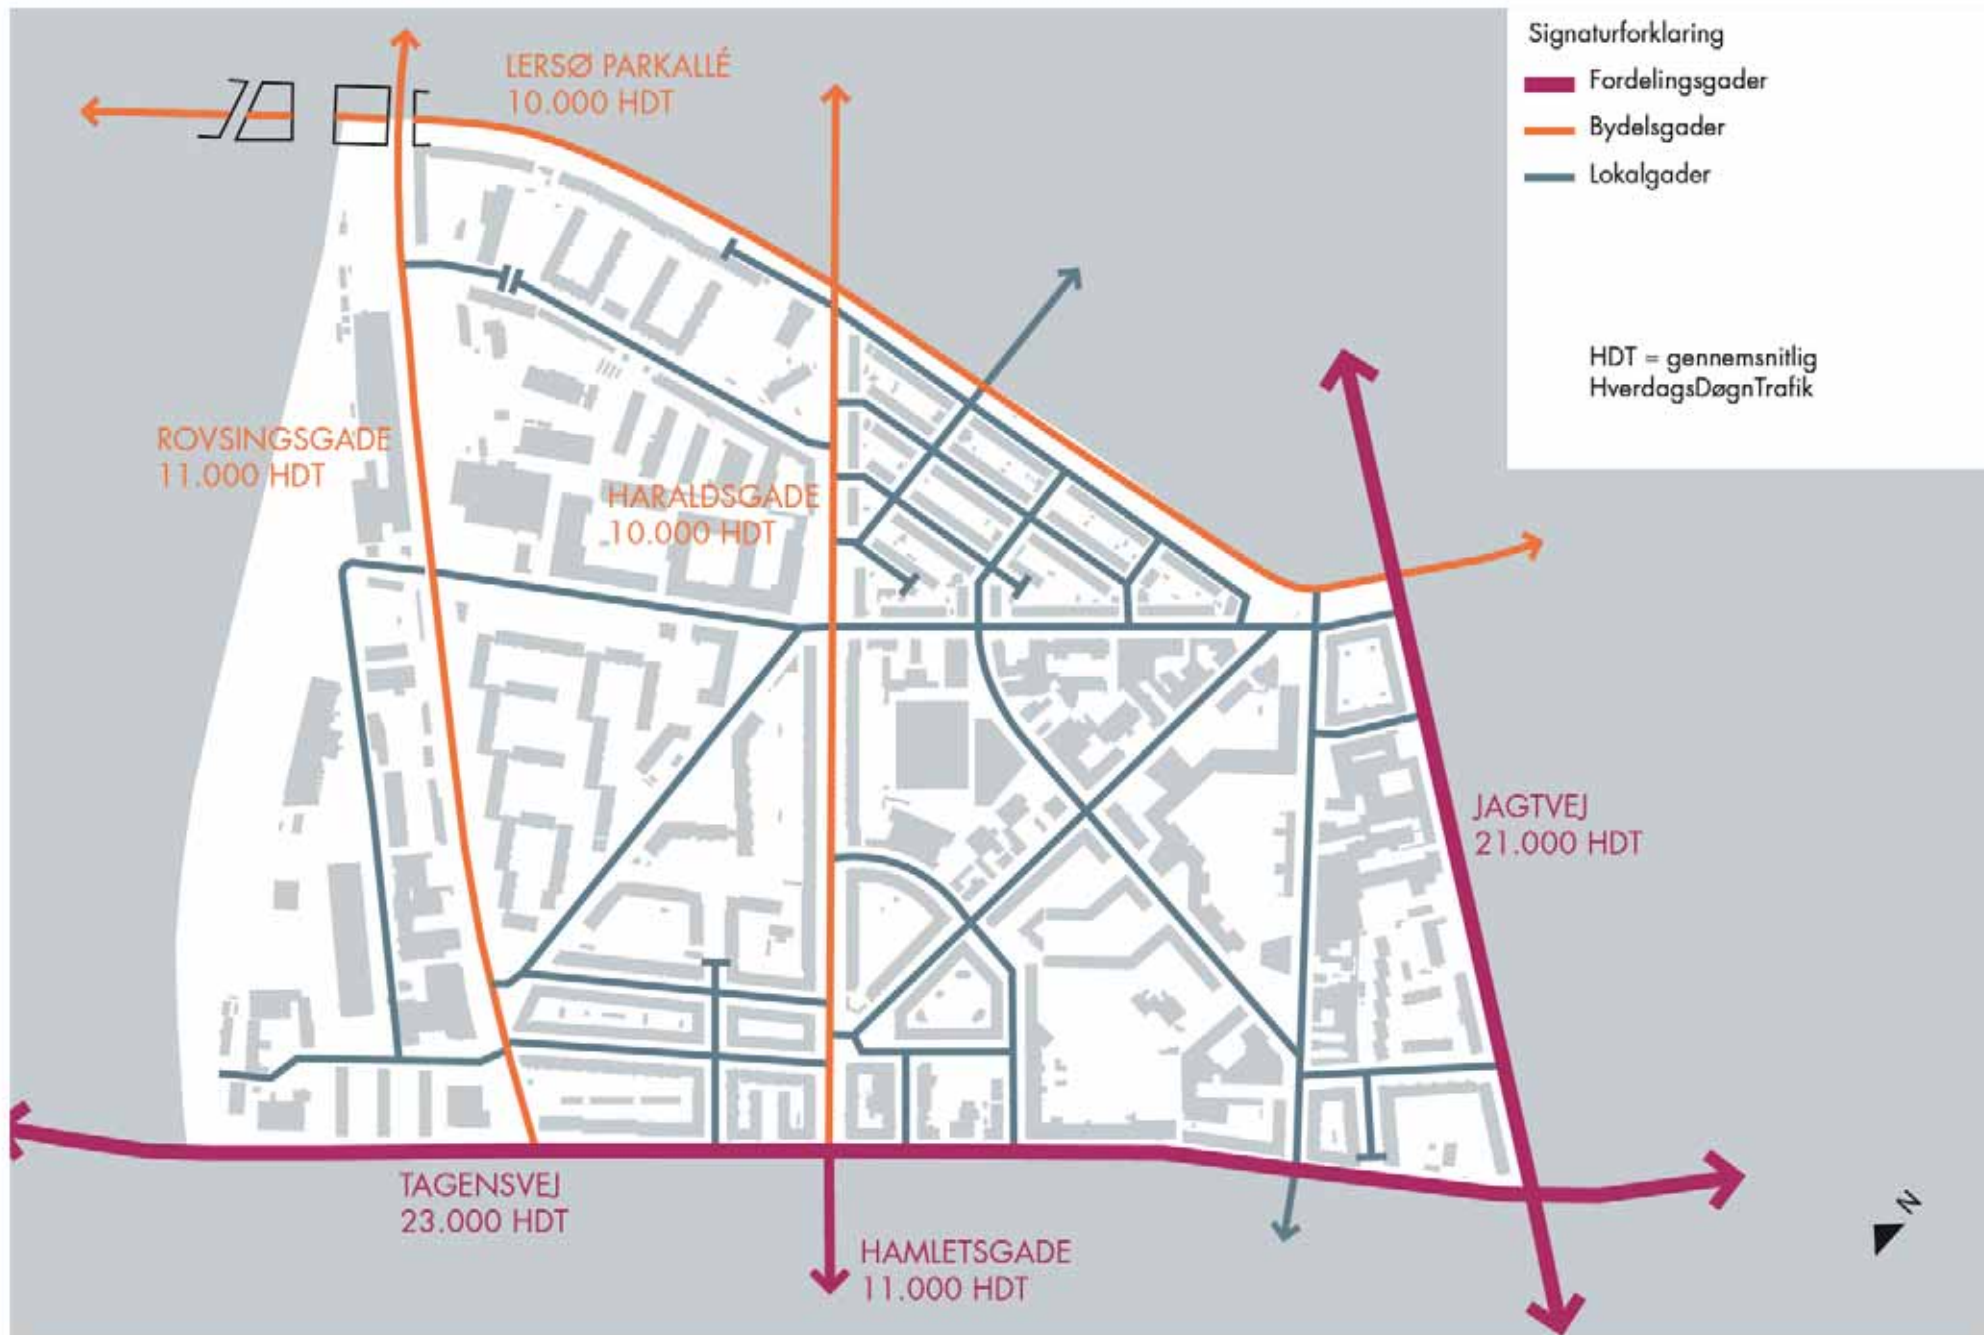 Signaturforklaring
Fordelingsgader
Bydelsgader
Lokalgader
HDT = gennemsnitlig
HverdagsDøgnTrafik
LERSØ PARKALLÉ
10.000 HDT
ROVSINGSGADE
11.000 HDT
HARALDSGADE
10.000 HDT
JAGTVEJ
21.000 HDT
TAGENSVEJ
23.000 HDT
HAMLETSGADE
11.000 HDT
N